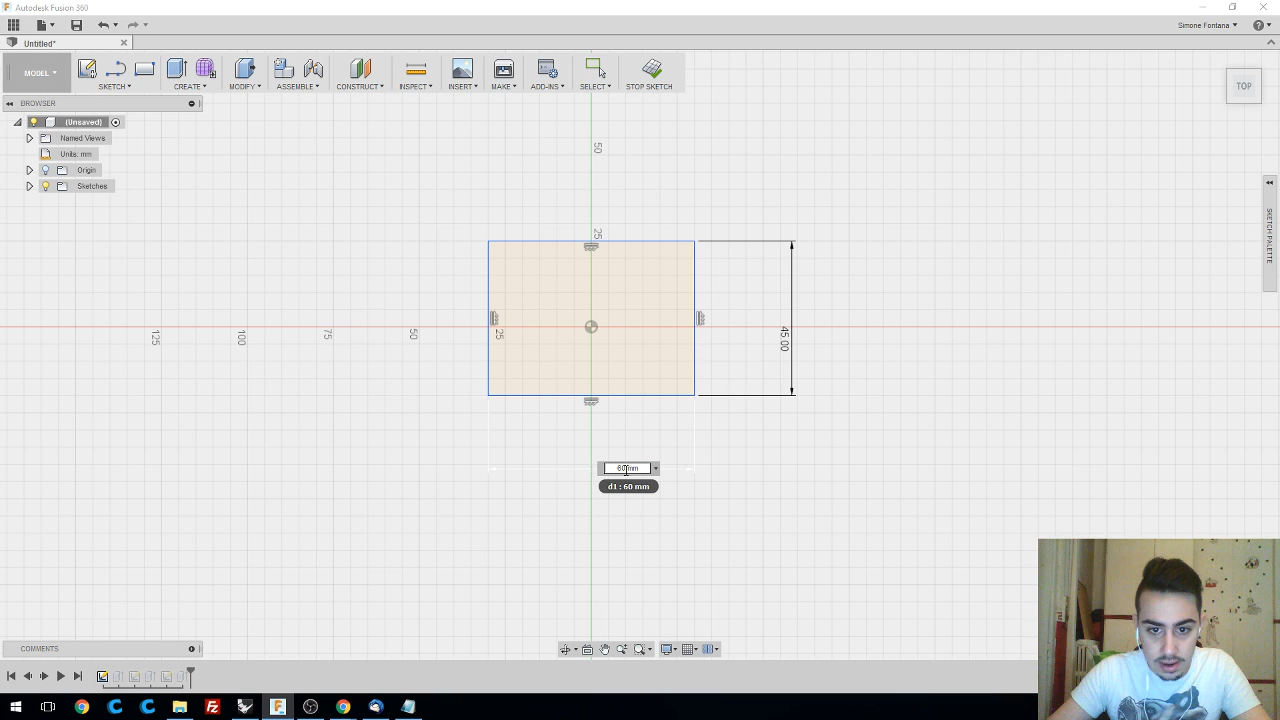 Autodesk Fusion 360
Simone Fontana
Untitled*
MODEL
SKETCH
CREATE
MODIFY
ASSEMBLE
CONSTRUCT
INSPECT
INSERT
MAKE
ADD-INS
SELECT
STOP SKETCH
TOP
BROWSER
(Unsaved)
Named Views
Units: mm
Origin
Sketches
SKETCH PALETTE
50
25
125
100
75
50
25
45.00
60 mm
d1 : 60 mm
COMMENTS